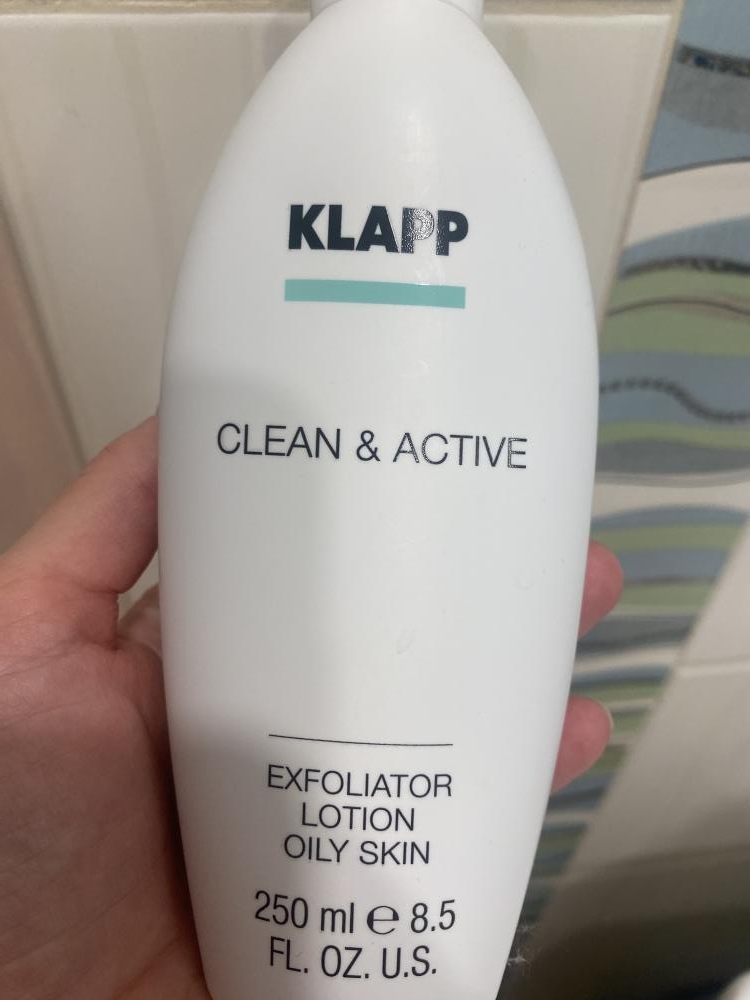 KLAPP
CLEAN & ACTIVE
EXFOLIATOR
LOTION
OILY SKIN
250 ml ℮ 8.5
FL. OZ. U.S.